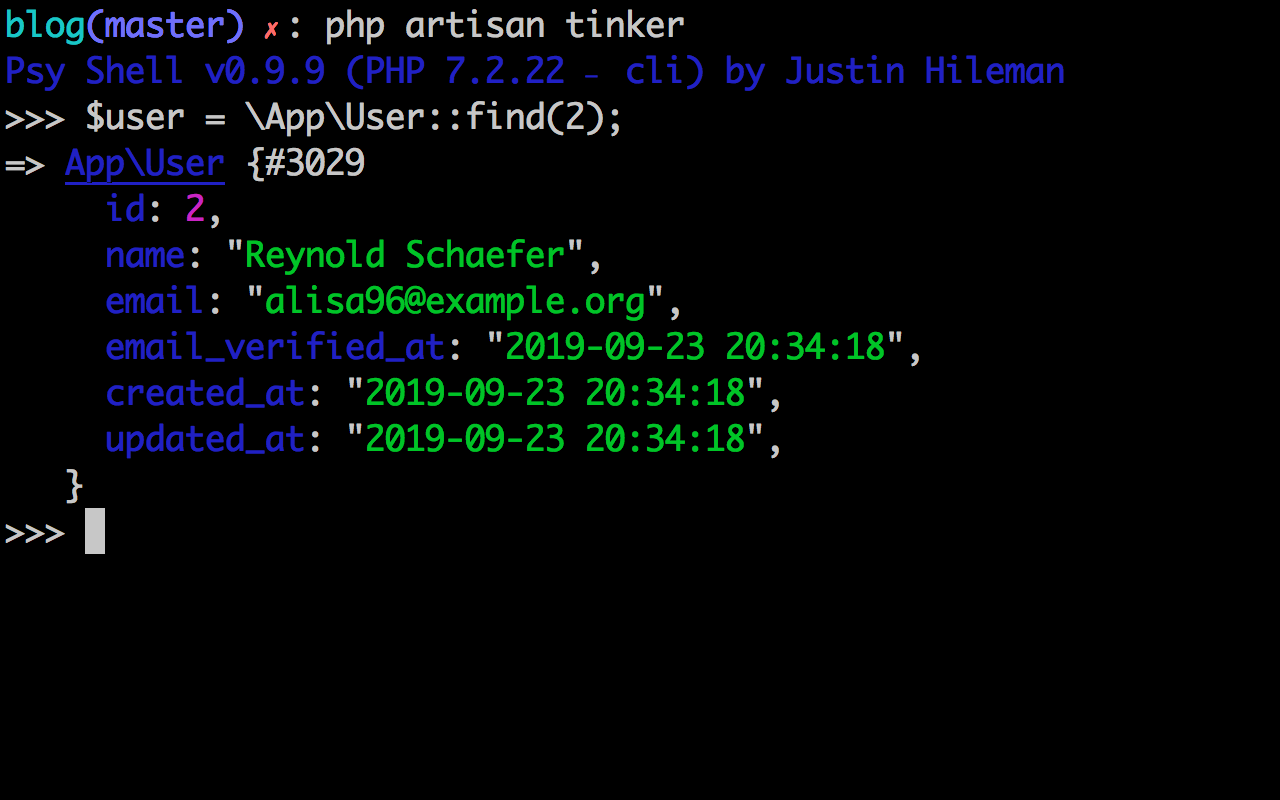 blog(master) ✗: php artisan tinker
Psy Shell v0.9.9 (PHP 7.2.22 — cli) by Justin Hileman
>>> $user = \App\User::find(2);
=> App\User {#3029
     id: 2,
     name: "Reynold Schaefer",
     email: "alisa96@example.org",
     email_verified_at: "2019-09-23 20:34:18",
     created_at: "2019-09-23 20:34:18",
     updated_at: "2019-09-23 20:34:18",
   }
>>>